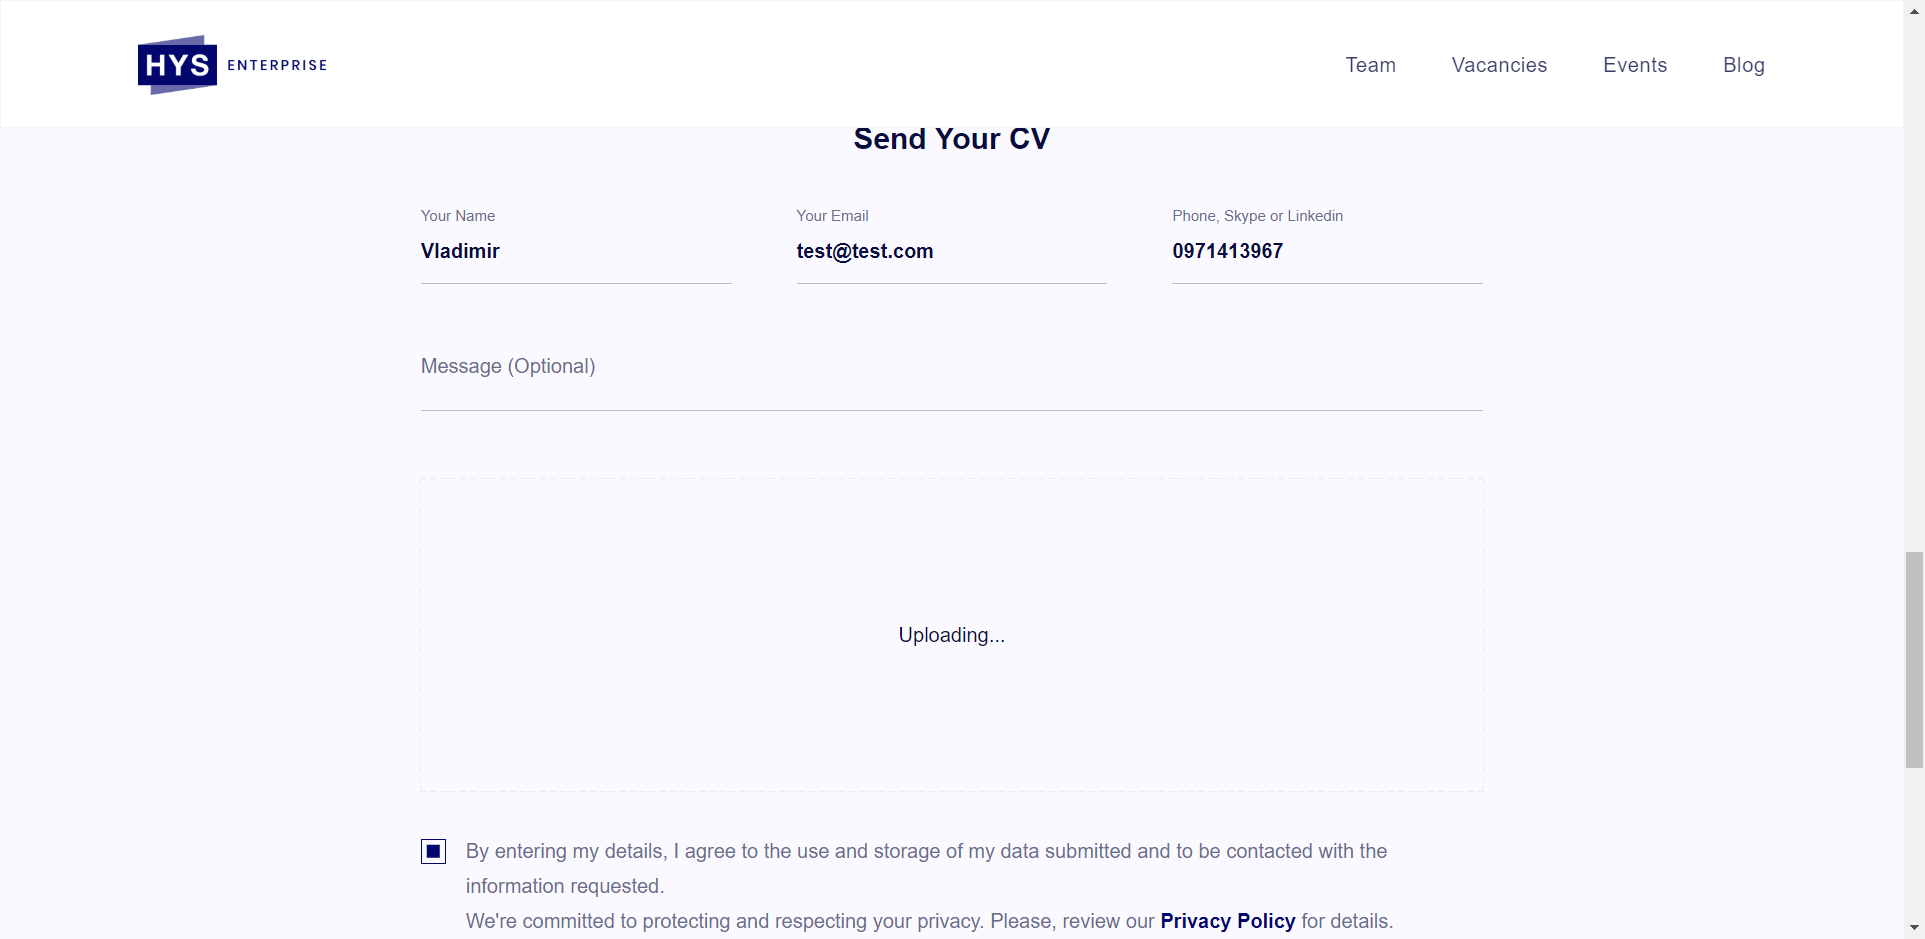 HYS ENTERPRISE
Team Vacancies Events Blog
Send Your CV
Your Name Your Email Phone, Skype or Linkedin
Vladimir test@test.com 0971413967
Message (Optional)
Uploading...
By entering my details, I agree to the use and storage of my data submitted and to be contacted with the
information requested.
We're committed to protecting and respecting your privacy. Please, review our Privacy Policy for details.